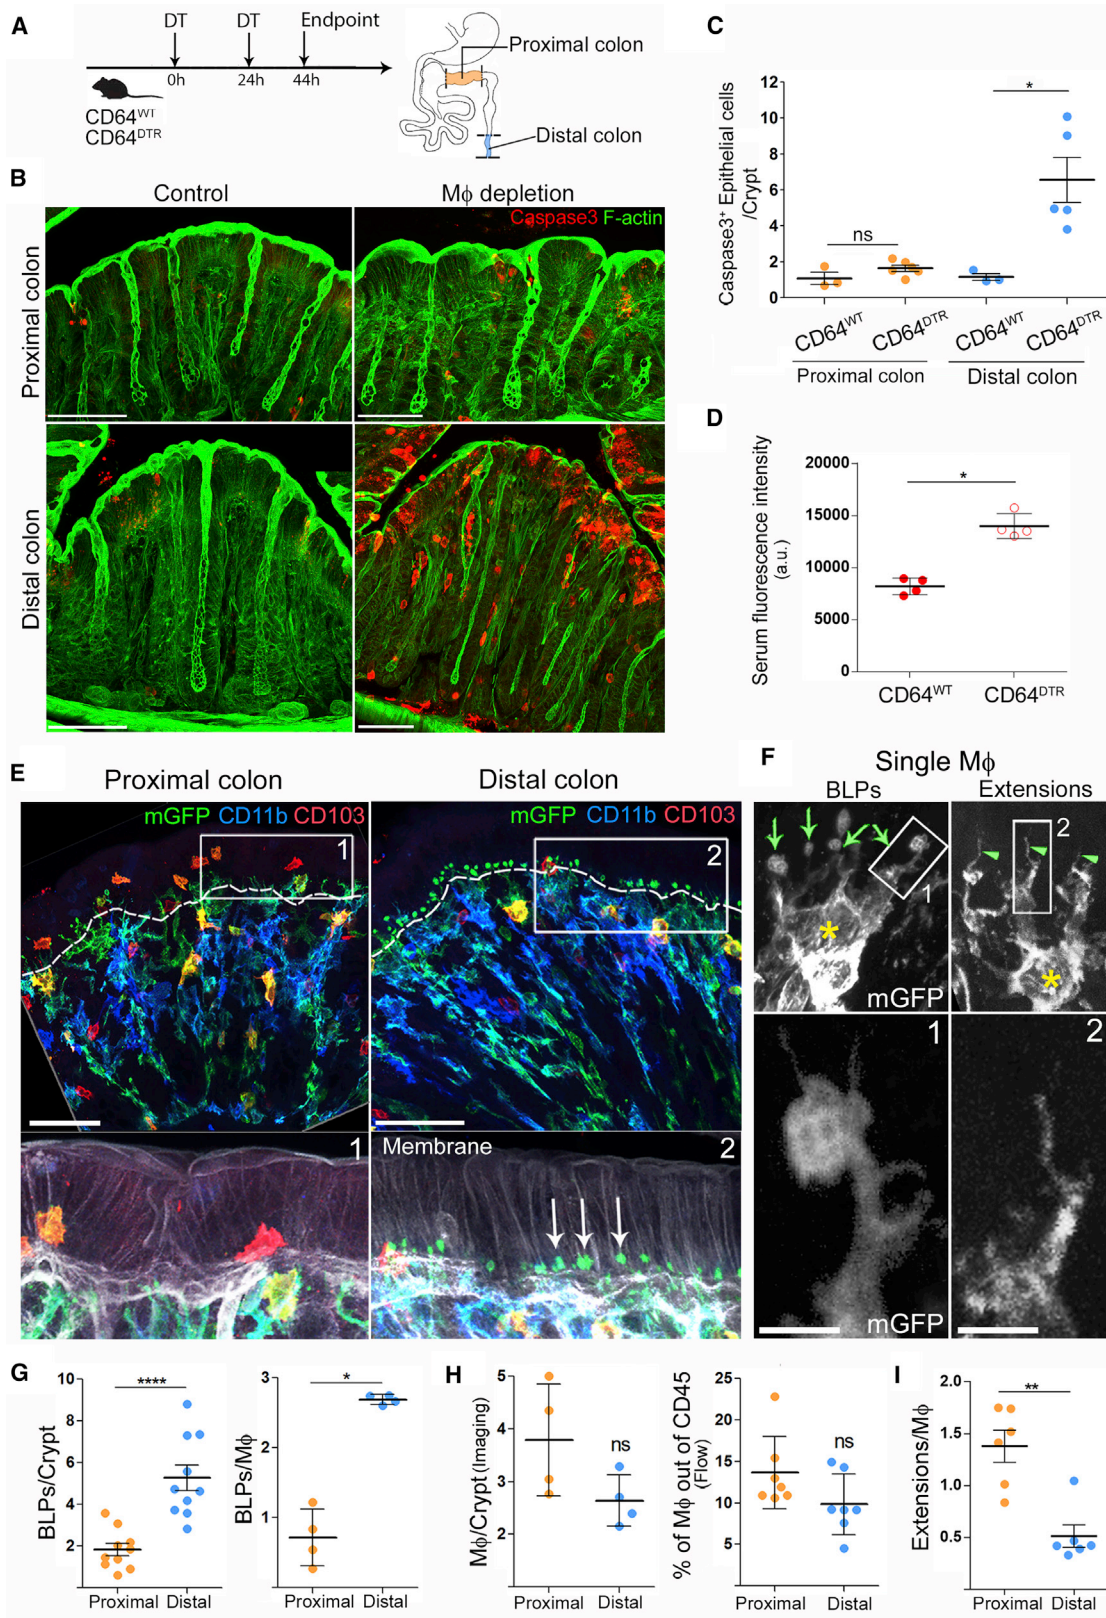 A
DT DT Endpoint
0h 24h 44h
CD64WT
CD64DTR
Proximal colon
Distal colon
B
Control Mϕ depletion
Caspase3 F-actin
Proximal colon
Distal colon
C
Caspase3+ Epithelial cells
/Crypt
12
10
8
6
4
2
0
ns
*
CD64WT CD64DTR CD64WT CD64DTR
Proximal colon Distal colon
D
Serum fluorescence intensity
(a.u.)
20000
15000
10000
5000
0
*
CD64WT CD64DTR
E
Proximal colon Distal colon
mGFP CD11b CD103
1
mGFP CD11b CD103
2
1
Membrane 2
F
Single Mϕ
BLPs Extensions
1
2
*
*
mGFP
1
2
mGFP
G
BLPs/Crypt
10
8
6
4
2
****
Proximal Distal
BLPs/Mϕ
3
2
1
*
Proximal Distal
H
Mϕ/Crypt (Imaging)
5
4
3
2
ns
Proximal Distal
% of Mϕ out of CD45
(Flow)
25
20
15
10
5
0
ns
Proximal Distal
I
Extensions/Mϕ
2.0
1.5
1.0
0.5
**
Proximal Distal